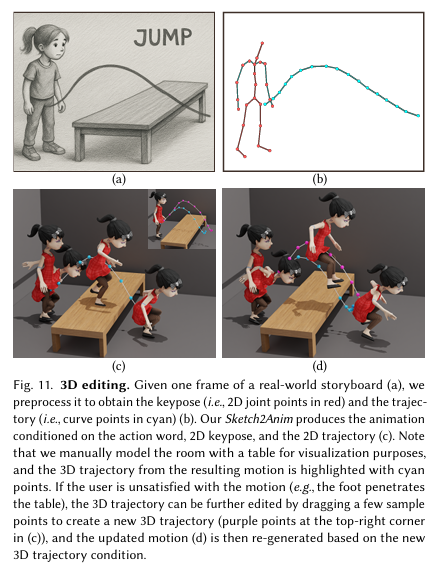 JUMP
(a)
(b)
(c)
(d)
Fig. 11. 3D editing. Given one frame of a real-world storyboard (a), we
preprocess it to obtain the keypose (i.e., 2D joint points in red) and the trajec-
tory (i.e., curve points in cyan) (b). Our Sketch2Anim produces the animation
conditioned on the action word, 2D keypose, and the 2D trajectory (c). Note
that we manually model the room with a table for visualization purposes,
and the 3D trajectory from the resulting motion is highlighted with cyan
points. If the user is unsatisfied with the motion (e.g., the foot penetrates
the table), the 3D trajectory can be further edited by dragging a few sample
points to create a new 3D trajectory (purple points at the top-right corner
in (c)), and the updated motion (d) is then re-generated based on the new
3D trajectory condition.